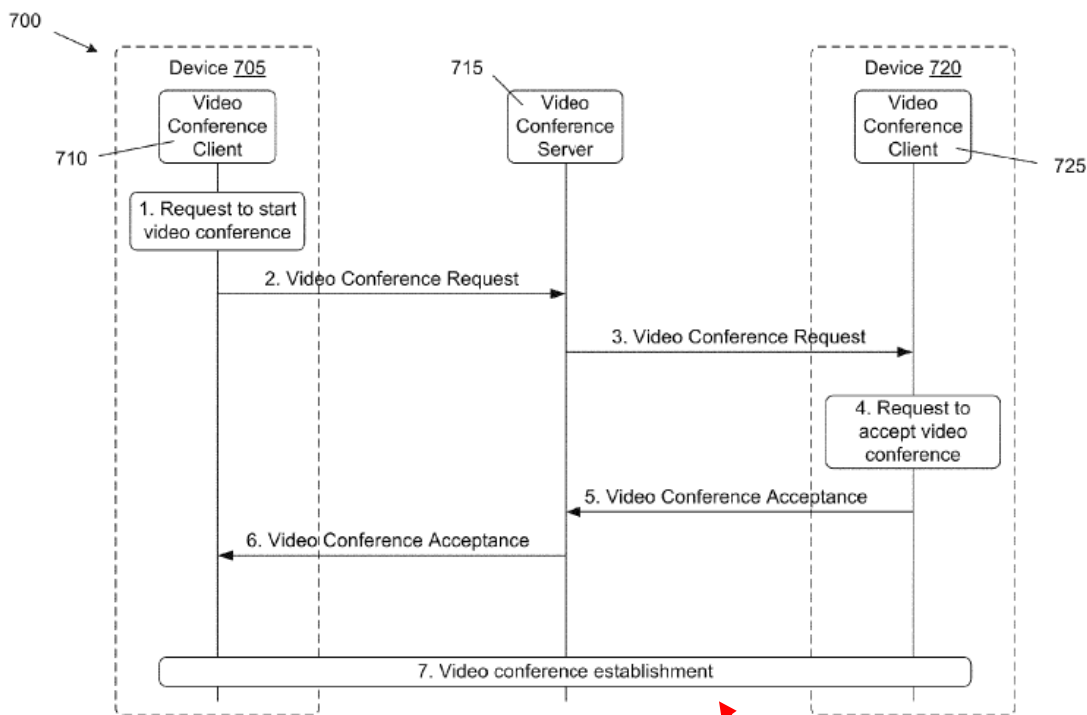 700
Device 705
715
Device 720
Video
Conference
Client
Video
Conference
Server
Video
Conference
Client
710
725
1. Request to start
video conference
2. Video Conference Request
3. Video Conference Request
4. Request to
accept video
conference
5. Video Conference Acceptance
6. Video Conference Acceptance
7. Video conference establishment